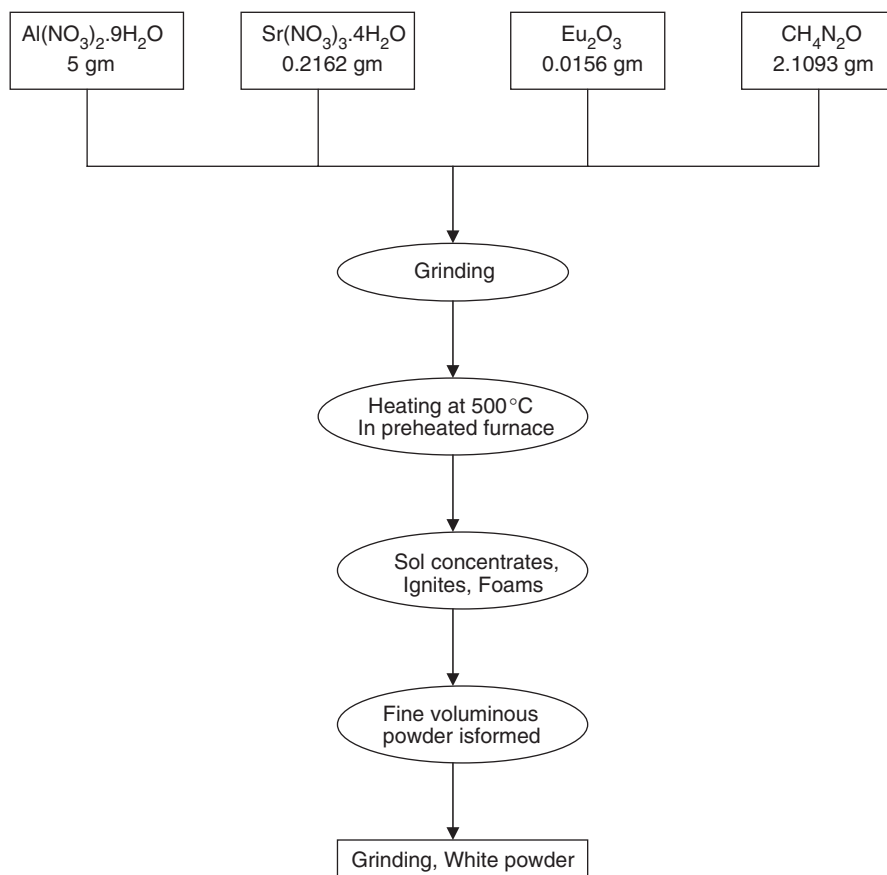 Al(NO₃)₂.9H₂O
5 gm
Sr(NO₃)₃.4H₂O
0.2162 gm
Eu₂O₃
0.0156 gm
CH₄N₂O
2.1093 gm
Grinding
Heating at 500°C
In preheated furnace
Sol concentrates,
Ignites, Foams
Fine voluminous
powder isformed
Grinding, White powder